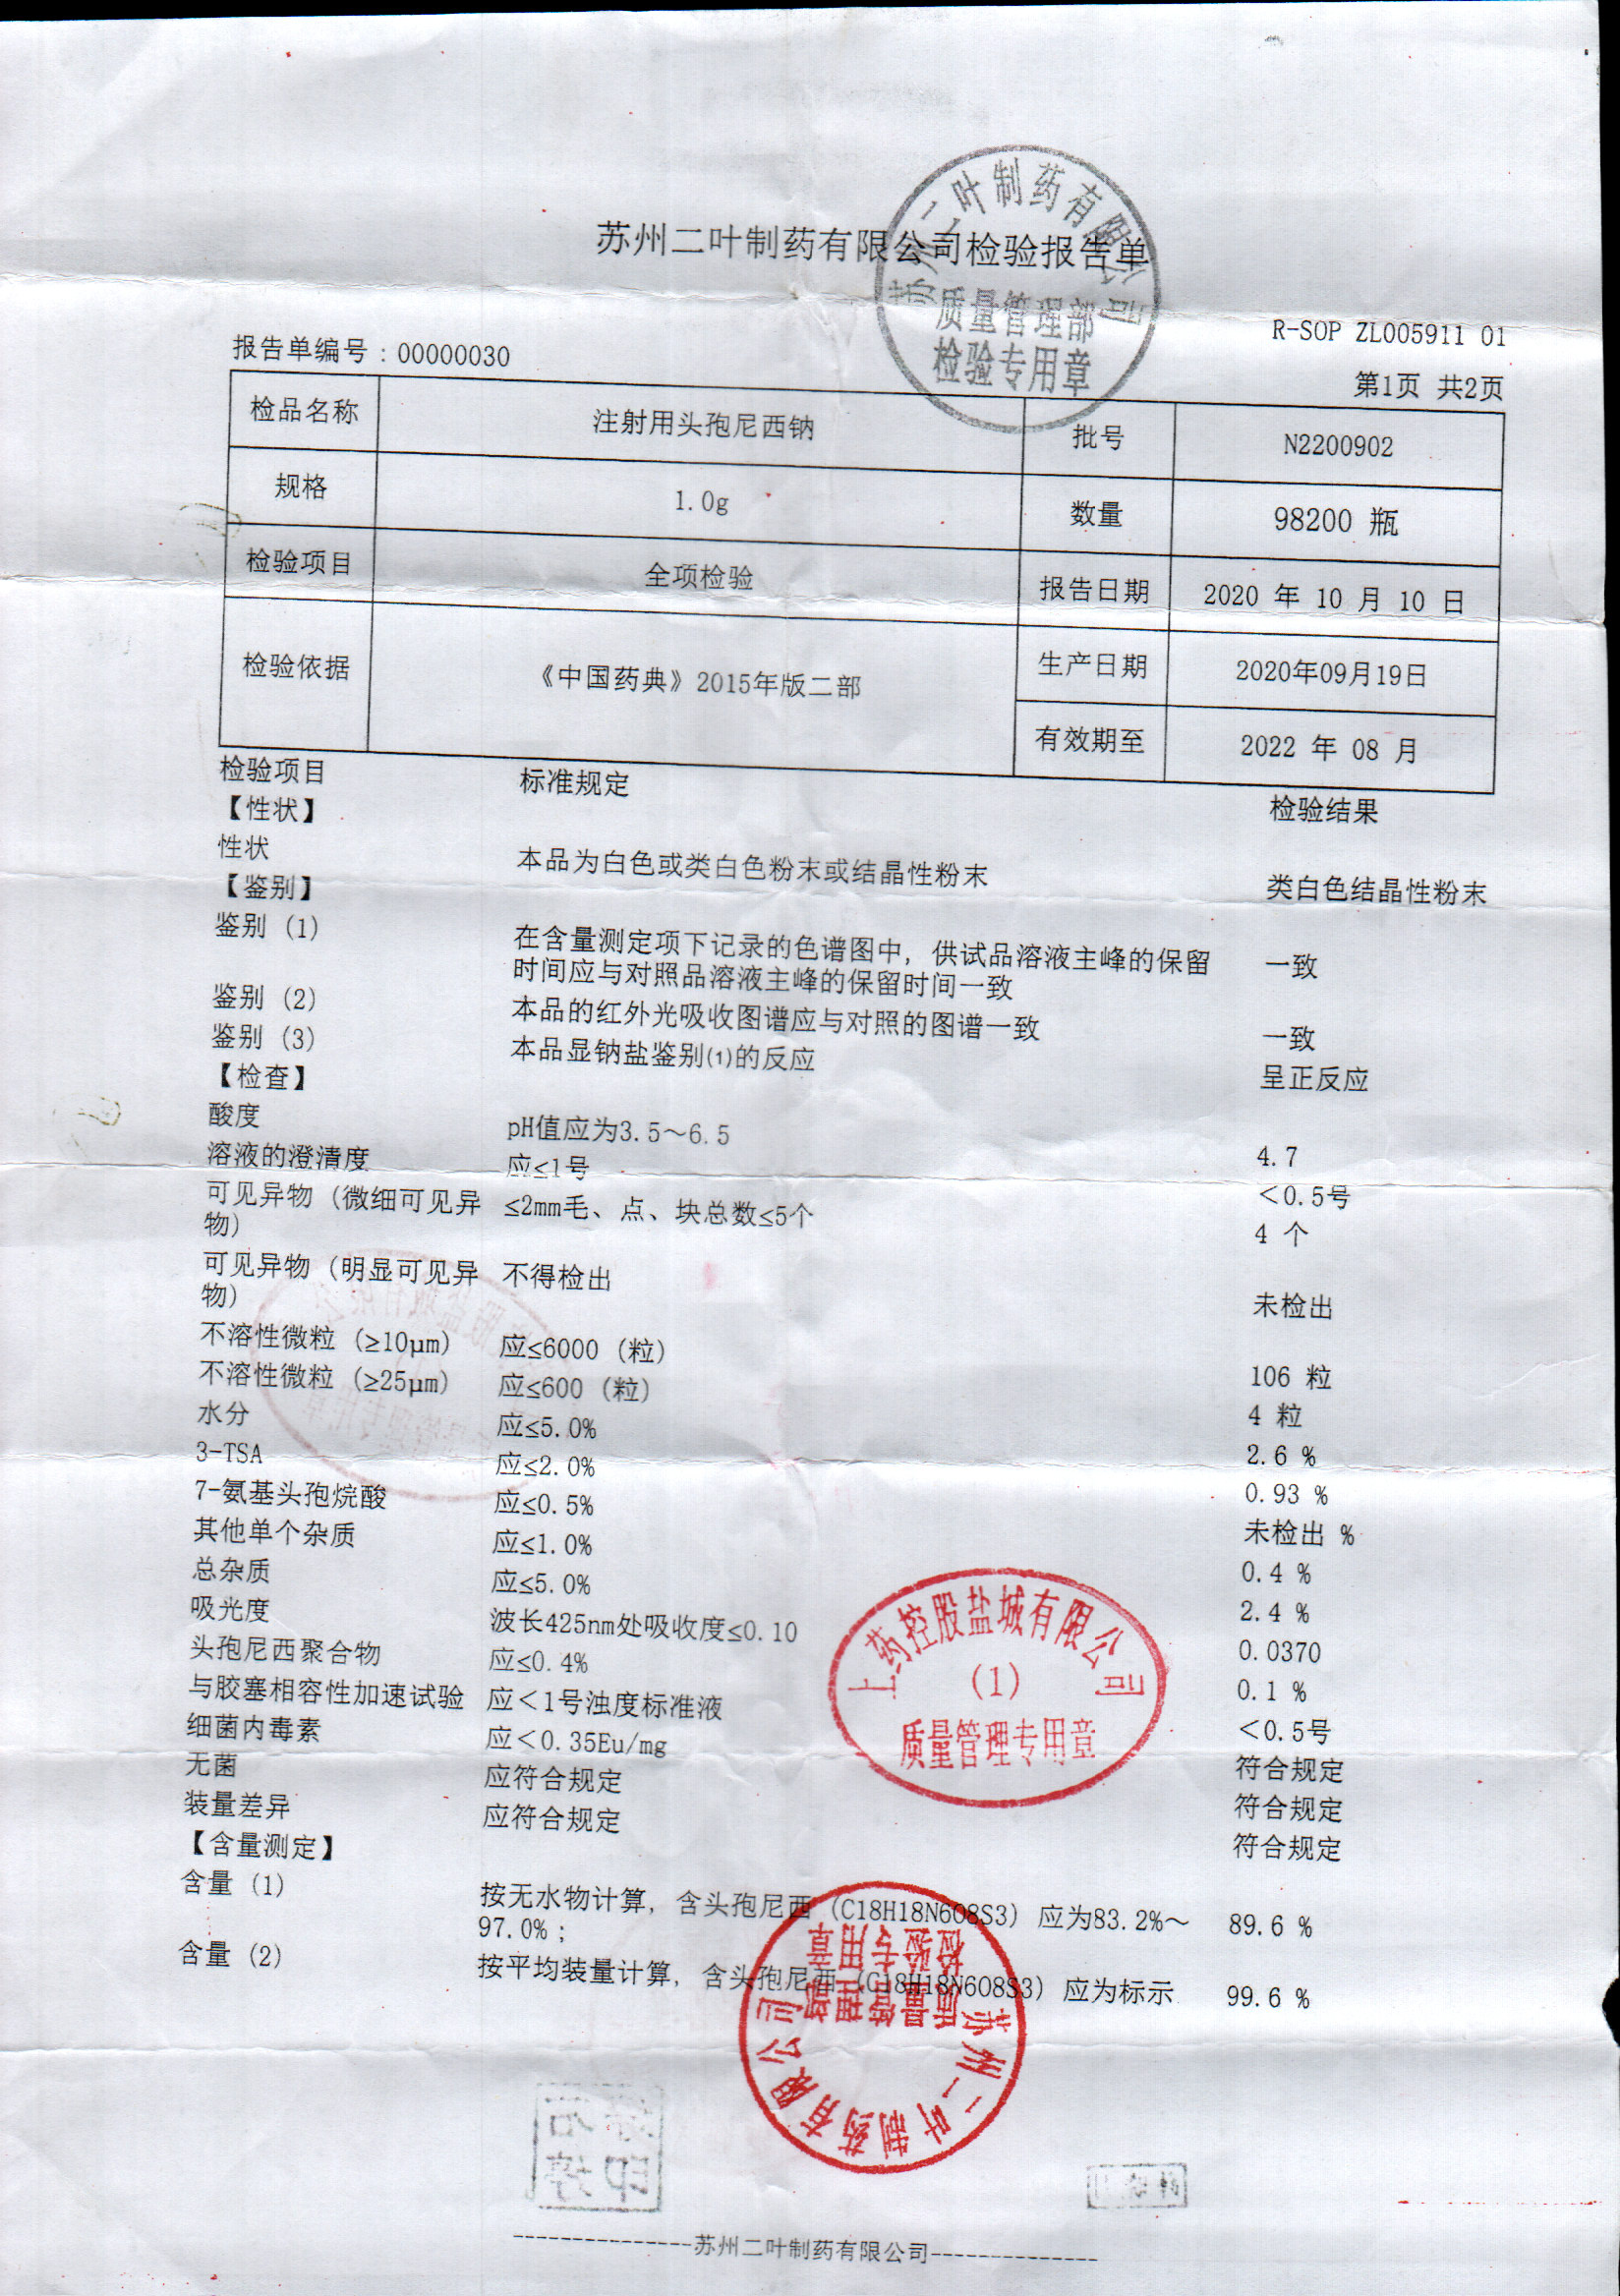 苏州二叶制药有限公司检验报告单
苏州二叶制药有限公司
质量管理部
检验专用章
R-SOP ZL005911 01
报告单编号：00000030
第1页 共2页
检品名称 注射用头孢尼西钠 批号 N2200902
规格 1.0g 数量 98200 瓶
检验项目 全项检验 报告日期 2020 年 10 月 10 日
检验依据 《中国药典》2015年版二部 生产日期 2020年09月19日
有效期至 2022 年 08 月
检验项目 标准规定 检验结果
【性状】
性状 本品为白色或类白色粉末或结晶性粉末 类白色结晶性粉末
【鉴别】
鉴别（1） 在含量测定项下记录的色谱图中，供试品溶液主峰的保留 一致
时间应与对照品溶液主峰的保留时间一致
鉴别（2） 本品的红外光吸收图谱应与对照的图谱一致 一致
鉴别（3） 本品显钠盐鉴别(1)的反应 呈正反应
【检查】
酸度 pH值应为3.5～6.5 4.7
溶液的澄清度 应≤1号 ＜0.5号
可见异物（微细可见异 ≤2mm毛、点、块总数≤5个 4 个
物）
可见异物（明显可见异 不得检出 未检出
物）
不溶性微粒（≥10μm） 应≤6000（粒） 106 粒
不溶性微粒（≥25μm） 应≤600（粒） 4 粒
水分 应≤5.0% 2.6 %
3-TSA 应≤2.0% 0.93 %
7-氨基头孢烷酸 应≤0.5% 未检出 %
其他单个杂质 应≤1.0% 0.4 %
总杂质 应≤5.0% 2.4 %
吸光度 波长425nm处吸收度≤0.10 0.0370
头孢尼西聚合物 应≤0.4% 0.1 %
与胶塞相容性加速试验 应＜1号浊度标准液 ＜0.5号
细菌内毒素 应＜0.35Eu/mg 符合规定
无菌 应符合规定 符合规定
装量差异 应符合规定 符合规定
【含量测定】
含量（1） 按无水物计算，含头孢尼西（C18H18N6O8S3）应为83.2%～ 89.6 %
97.0%；
含量（2） 按平均装量计算，含头孢尼西（C18H18N6O8S3）应为标示 99.6 %
上药控股盐城有限公司
（1）
质量管理专用章
苏州二叶制药有限公司
质量管理部
检验专用章
--------------苏州二叶制药有限公司--------------